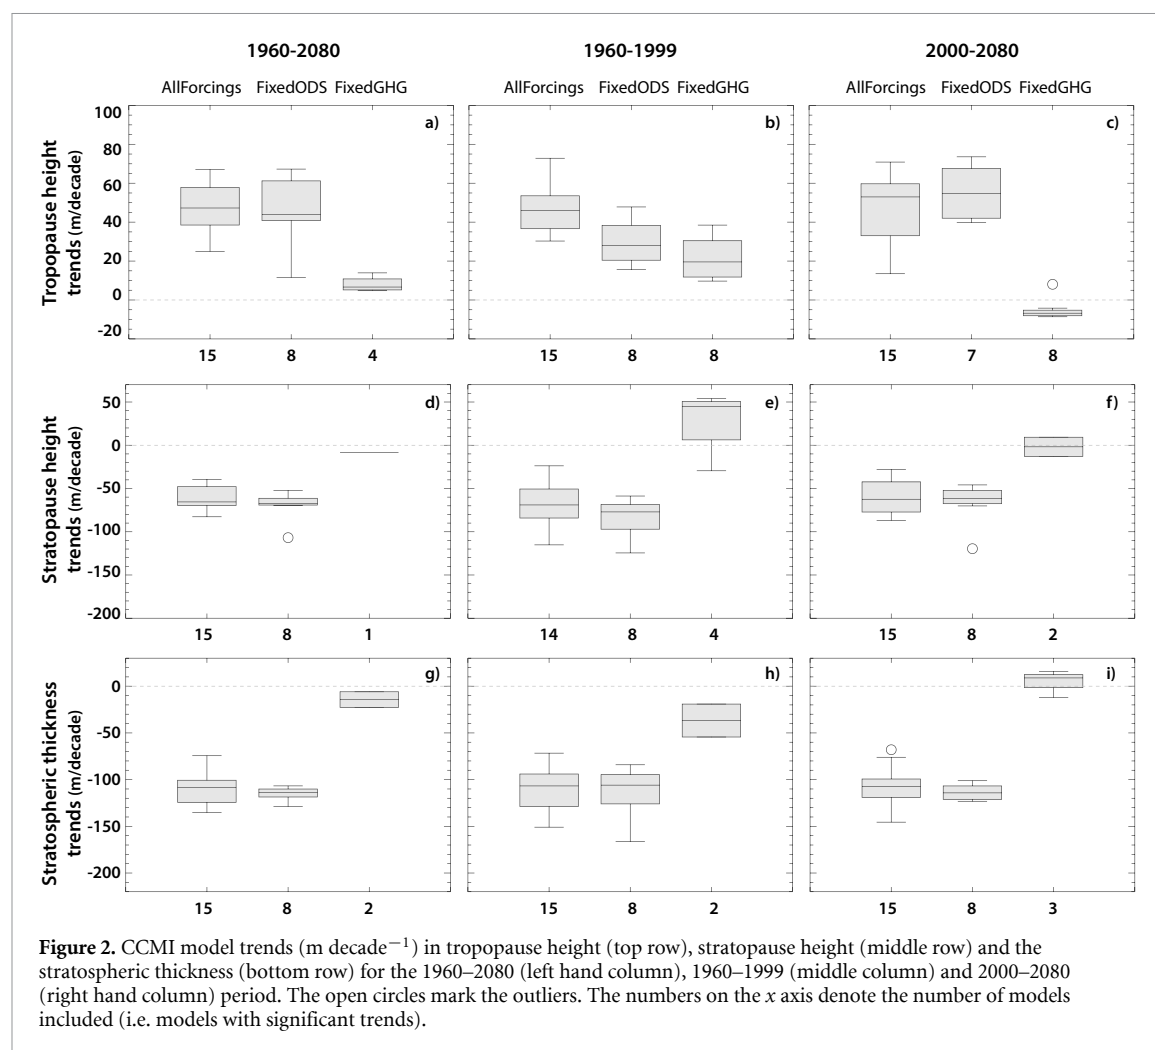 1960-2080 1960-1999 2000-2080
AllForcings FixedODS FixedGHG AllForcings FixedODS FixedGHG AllForcings FixedODS FixedGHG
Tropopause height
trends (m/decade)
100
80
60
40
20
0
-20
a) b) c)
15 8 4 15 8 8 15 7 8
Stratopause height
trends (m/decade)
50
0
-50
-100
-150
-200
d) e) f)
15 8 1 14 8 4 15 8 2
Stratospheric thickness
trends (m/decade)
0
-50
-100
-150
-200
g) h) i)
15 8 2 15 8 2 15 8 3
Figure 2. CCMI model trends (m decade⁻¹) in tropopause height (top row), stratopause height (middle row) and the
stratospheric thickness (bottom row) for the 1960–2080 (left hand column), 1960–1999 (middle column) and 2000–2080
(right hand column) period. The open circles mark the outliers. The numbers on the x axis denote the number of models
included (i.e. models with significant trends).